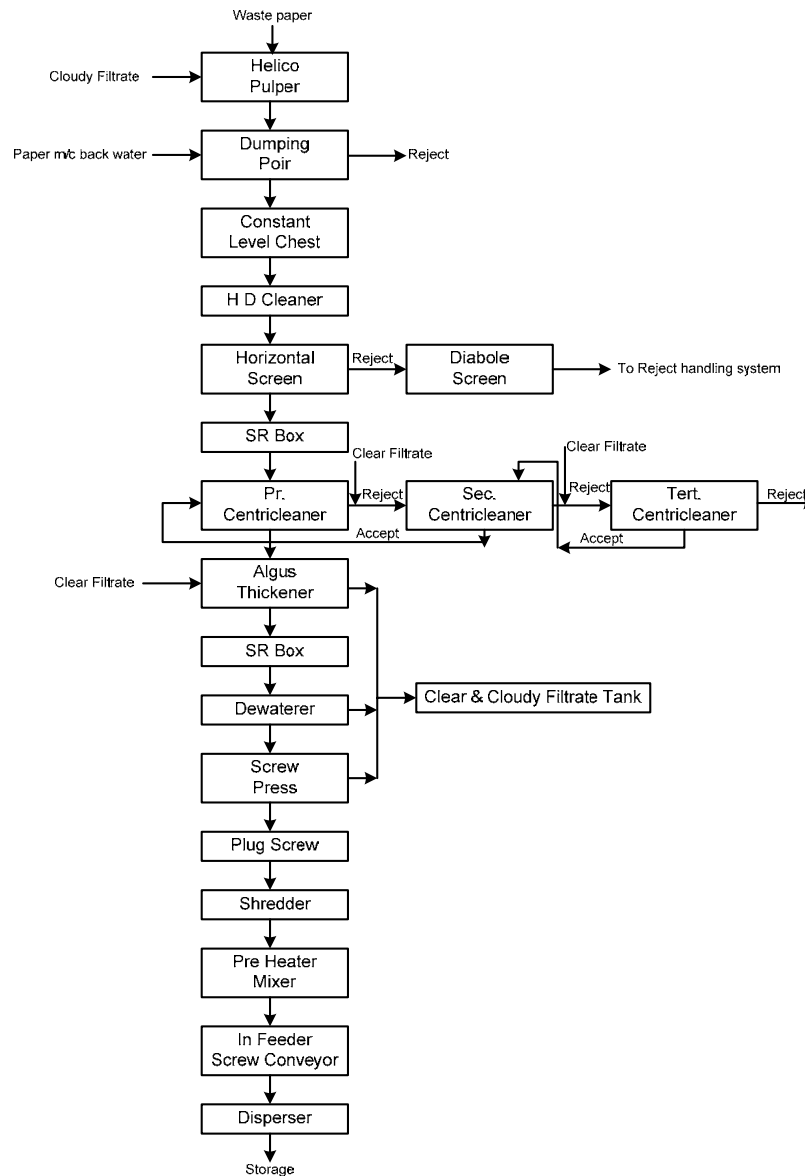 Waste paper
Cloudy Filtrate
Helico
Pulper
Paper m/c back water
Dumping
Poir
Reject
Constant
Level Chest
H D Cleaner
Horizontal
Screen
Reject
Diabole
Screen
To Reject handling system
SR Box
Clear Filtrate
Clear Filtrate
Pr.
Centricleaner
Reject
Sec.
Centricleaner
Reject
Tert.
Centricleaner
Reject
Accept
Accept
Clear Filtrate
Algus
Thickener
SR Box
Clear & Cloudy Filtrate Tank
Dewaterer
Screw
Press
Plug Screw
Shredder
Pre Heater
Mixer
In Feeder
Screw Conveyor
Disperser
Storage